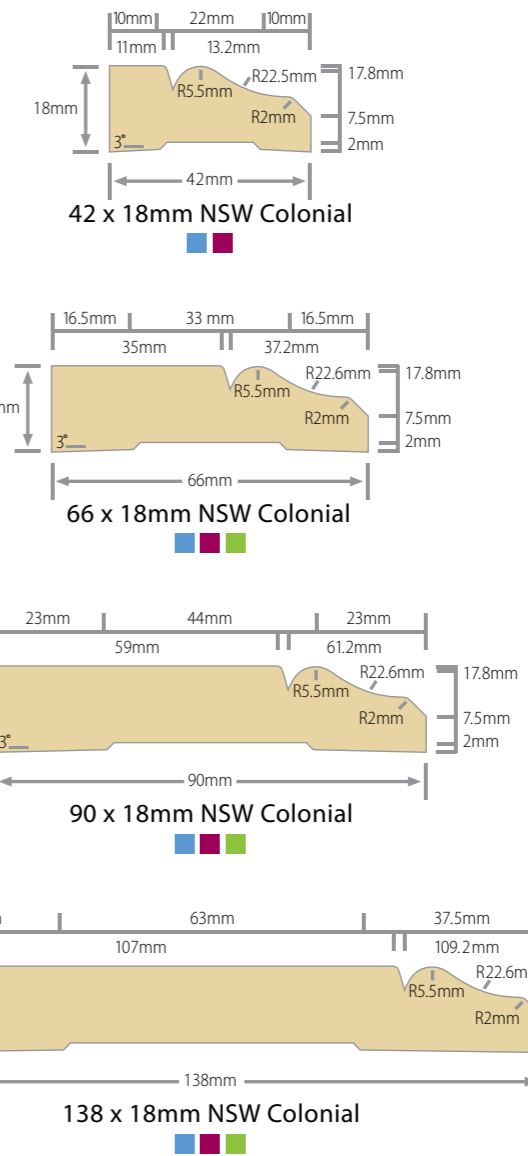 10mm 22mm 10mm
11mm 13.2mm
R22.5mm 17.8mm
R5.5mm
18mm R2mm 7.5mm
3° 2mm
42mm
42 x 18mm NSW Colonial
16.5mm 33 mm 16.5mm
35mm 37.2mm
R22.6mm 17.8mm
R5.5mm
R2mm 7.5mm
3° 2mm
66mm
66 x 18mm NSW Colonial
23mm 44mm 23mm
59mm 61.2mm
R22.6mm 17.8mm
R5.5mm
R2mm 7.5mm
3° 2mm
90mm
90 x 18mm NSW Colonial
63mm 37.5mm
107mm 109.2mm
R22.6m
R5.5mm
R2mm
138mm
138 x 18mm NSW Colonial